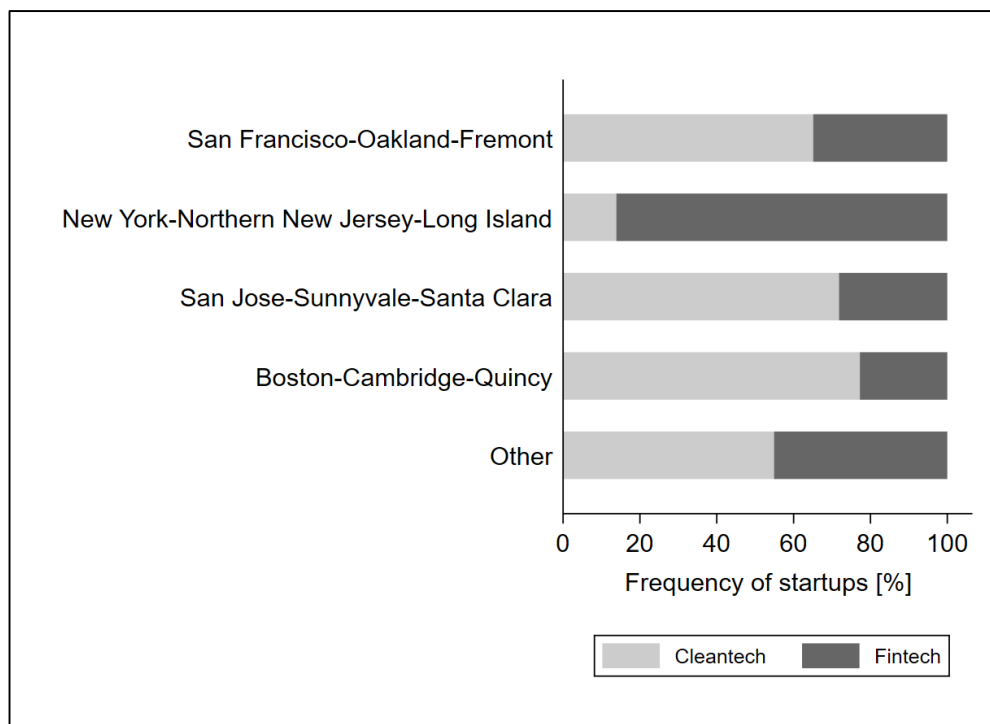 San Francisco-Oakland-Fremont
New York-Northern New Jersey-Long Island
San Jose-Sunnyvale-Santa Clara
Boston-Cambridge-Quincy
Other
0 20 40 60 80 100
Frequency of startups [%]
Cleantech Fintech